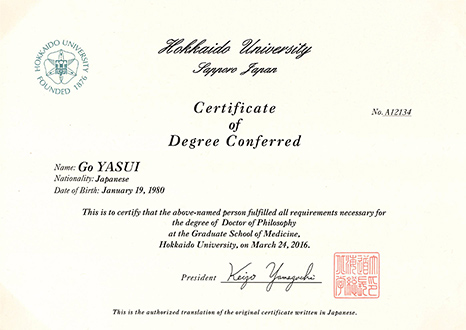 HOKKAIDO UNIVERSITY
FOUNDED 1876
Hokkaido University
Sapporo Japan
Certificate
of
Degree Conferred
No. A12134
Name: Go YASUI
Nationality: Japanese
Date of Birth: January 19, 1980
This is to certify that the above-named person fulfilled all requirements necessary for
the degree of Doctor of Philosophy
at the Graduate School of Medicine,
Hokkaido University, on March 24, 2016.
President Keizo Yamaguchi
This is the authorized translation of the original certificate written in Japanese.